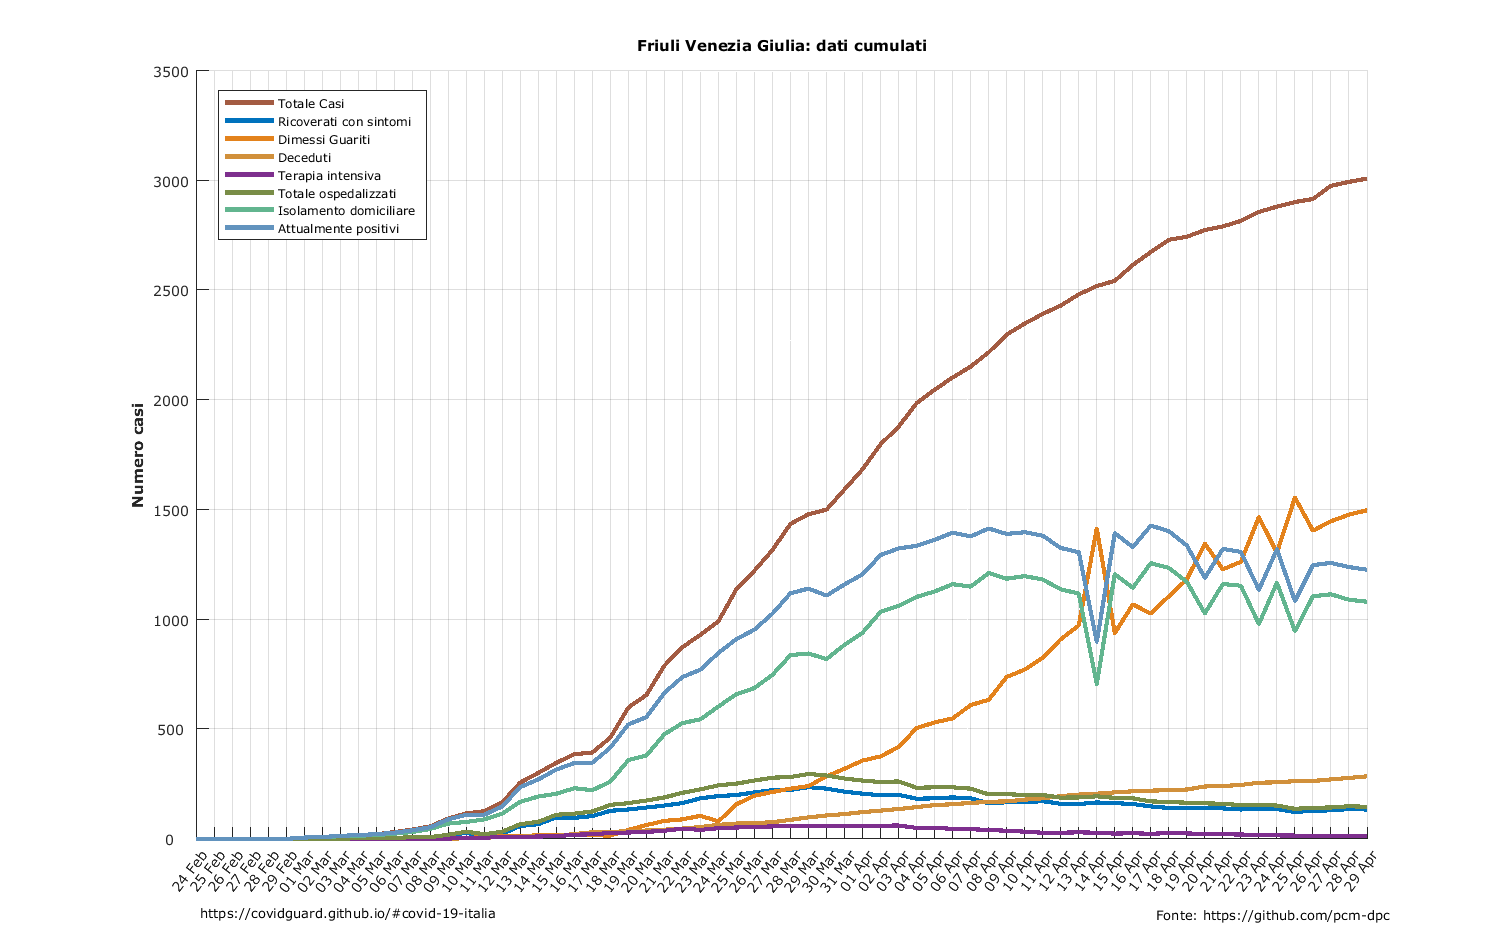 Friuli Venezia Giulia: dati cumulati
3500
3000
2500
2000
1500
1000
500
0
Numero casi
Totale Casi
Ricoverati con sintomi
Dimessi Guariti
Deceduti
Terapia intensiva
Totale ospedalizzati
Isolamento domiciliare
Attualmente positivi
24 Feb
25 Feb
26 Feb
27 Feb
28 Feb
29 Feb
01 Mar
02 Mar
03 Mar
04 Mar
05 Mar
06 Mar
07 Mar
08 Mar
09 Mar
10 Mar
11 Mar
12 Mar
13 Mar
14 Mar
15 Mar
16 Mar
17 Mar
18 Mar
19 Mar
20 Mar
21 Mar
22 Mar
23 Mar
24 Mar
25 Mar
26 Mar
27 Mar
28 Mar
29 Mar
30 Mar
31 Mar
01 Apr
02 Apr
03 Apr
04 Apr
05 Apr
06 Apr
07 Apr
08 Apr
09 Apr
10 Apr
11 Apr
12 Apr
13 Apr
14 Apr
15 Apr
16 Apr
17 Apr
18 Apr
19 Apr
20 Apr
21 Apr
22 Apr
23 Apr
24 Apr
25 Apr
26 Apr
27 Apr
28 Apr
29 Apr
https://covidguard.github.io/#covid-19-italia
Fonte: https://github.com/pcm-dpc